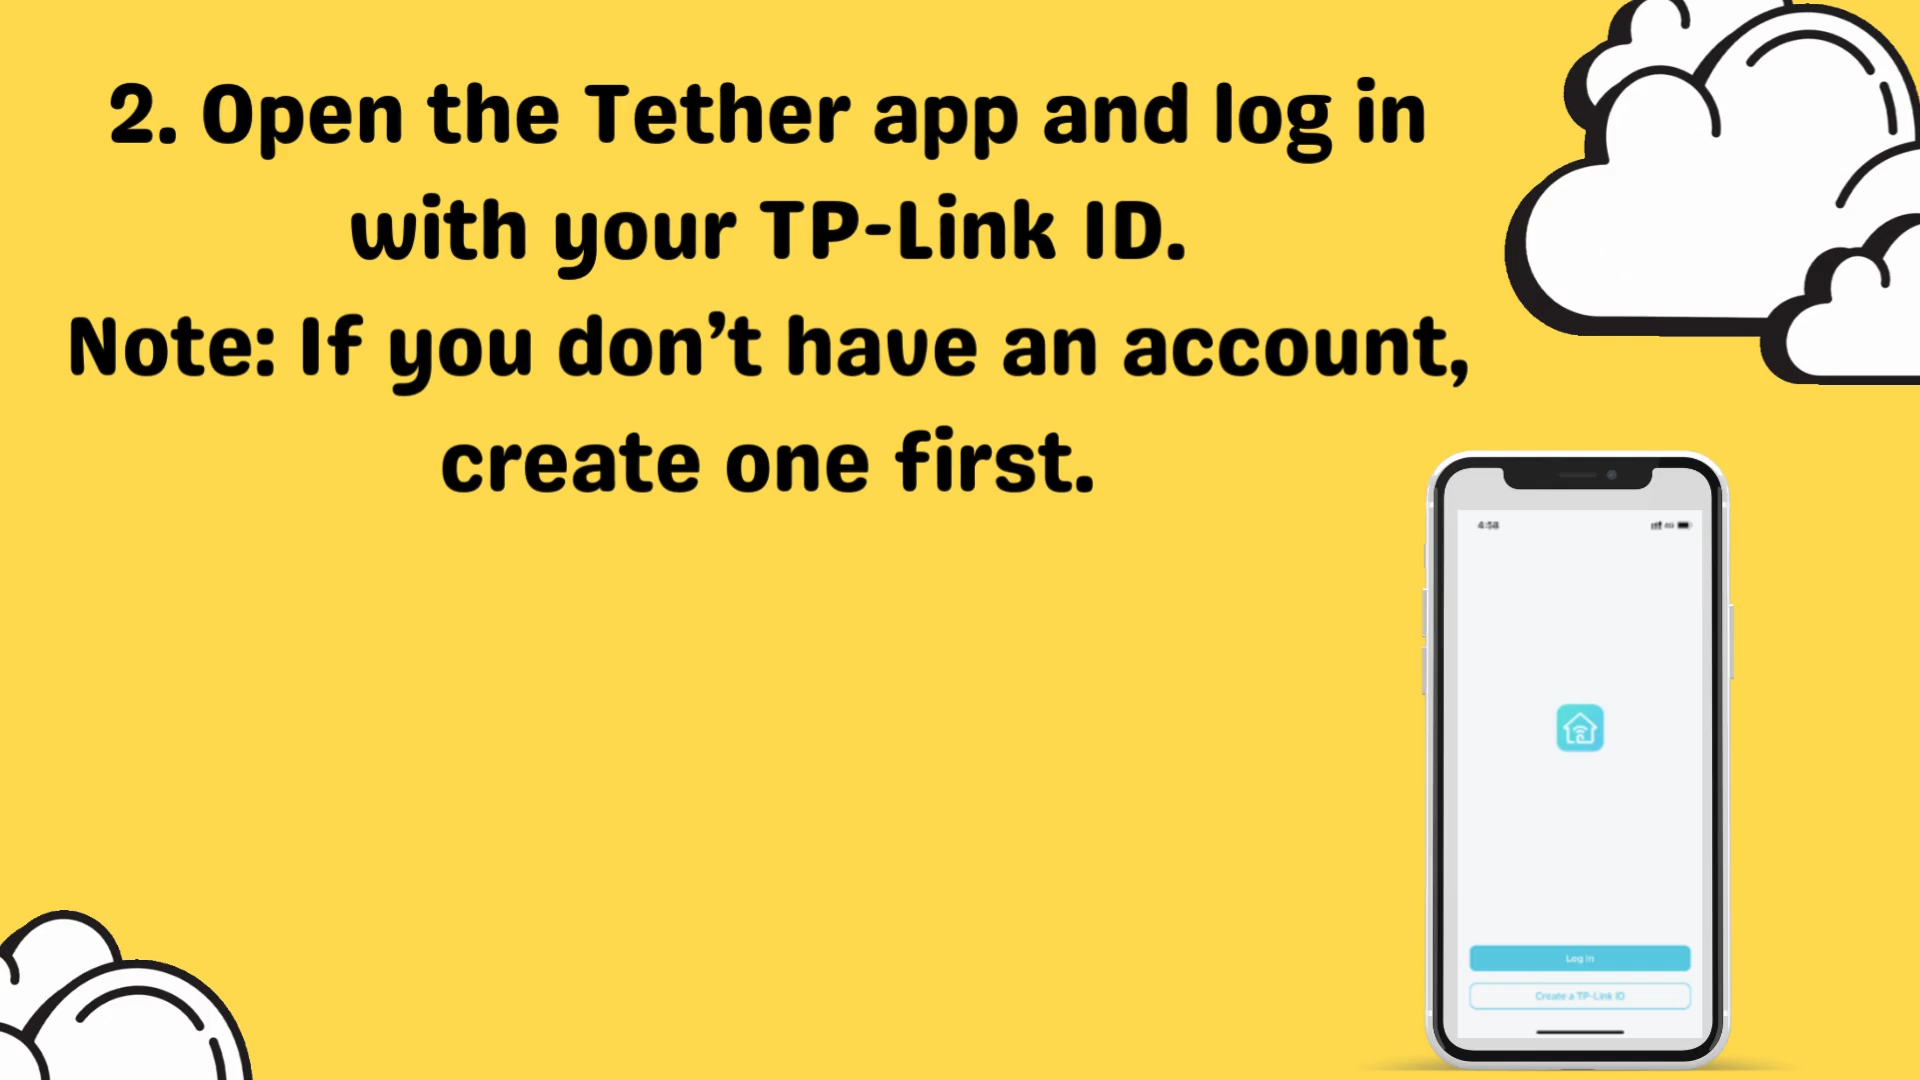 2. Open the Tether app and log in
with your TP-Link ID.
Note: If you don’t have an account,
create one first.
4:58
4G
Log In
Create a TP-Link ID